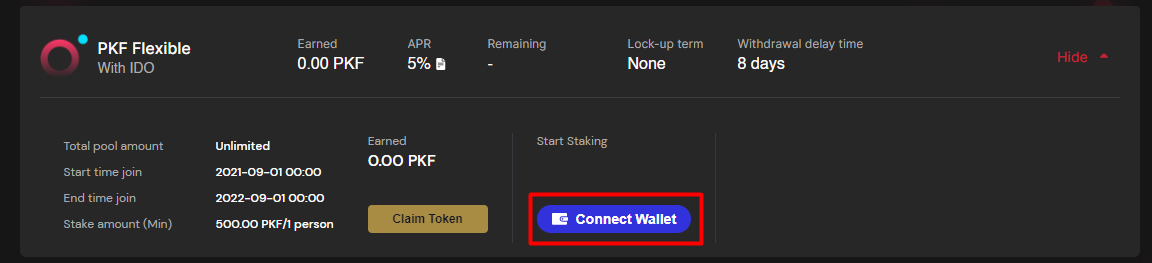 PKF Flexible
With IDO
Earned
0.00 PKF
APR
5%
Remaining
-
Lock-up term
None
Withdrawal delay time
8 days
Hide
Total pool amount Unlimited
Start time join 2021-09-01 00:00
End time join 2022-09-01 00:00
Stake amount (Min) 500.00 PKF/1 person
Earned
0.00 PKF
Claim Token
Start Staking
Connect Wallet